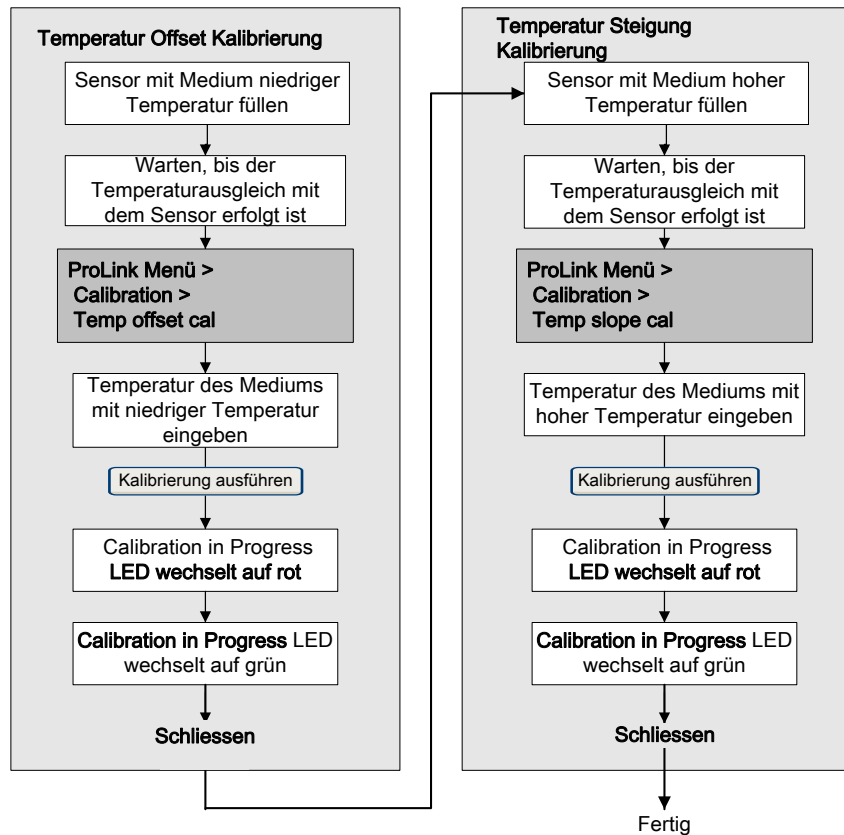 Temperatur Offset Kalibrierung
Sensor mit Medium niedriger
Temperatur füllen
Warten, bis der
Temperaturausgleich mit
dem Sensor erfolgt ist
ProLink Menü >
Calibration >
Temp offset cal
Temperatur des Mediums
mit niedriger Temperatur
eingeben
Kalibrierung ausführen
Calibration in Progress
LED wechselt auf rot
Calibration in Progress LED
wechselt auf grün
Schliessen
Temperatur Steigung
Kalibrierung
Sensor mit Medium hoher
Temperatur füllen
Warten, bis der
Temperaturausgleich mit
dem Sensor erfolgt ist
ProLink Menü >
Calibration >
Temp slope cal
Temperatur des Mediums mit
hoher Temperatur eingeben
Kalibrierung ausführen
Calibration in Progress
LED wechselt auf rot
Calibration in Progress LED
wechselt auf grün
Schliessen
Fertig